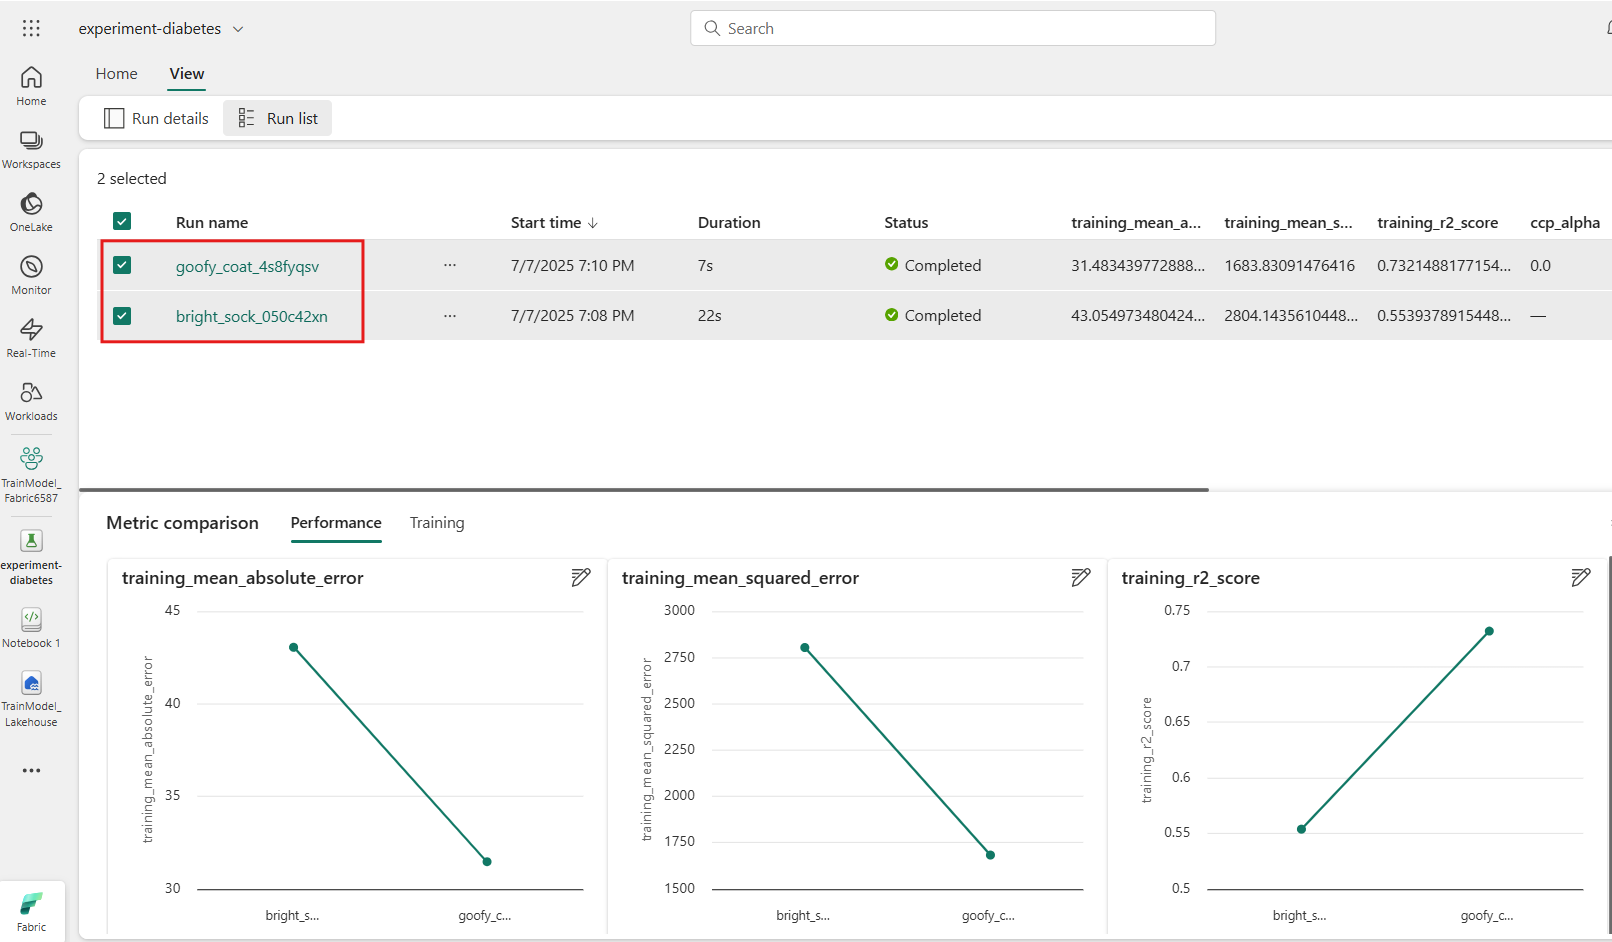 experiment-diabetes
Search
Home
View
Run details
Run list
Home
Workspaces
OneLake
Monitor
Real-Time
Workloads
TrainModel_
Fabric6587
experiment-
diabetes
Notebook 1
TrainModel_
Lakehouse
Fabric
2 selected
Run name Start time Duration Status training_mean_a... training_mean_s... training_r2_score ccp_alpha
goofy_coat_4s8fyqsv ... 7/7/2025 7:10 PM 7s Completed 31.483439772888... 1683.83091476416 0.7321488177154... 0.0
bright_sock_050c42xn ... 7/7/2025 7:08 PM 22s Completed 43.054973480424... 2804.1435610448... 0.5539378915448... —
Metric comparison Performance Training
training_mean_absolute_error
training_mean_absolute_error
45
40
35
30
bright_s... goofy_c...
training_mean_squared_error
training_mean_squared_error
3000
2750
2500
2250
2000
1750
1500
bright_s... goofy_c...
training_r2_score
training_r2_score
0.75
0.7
0.65
0.6
0.55
0.5
bright_s... goofy_c...